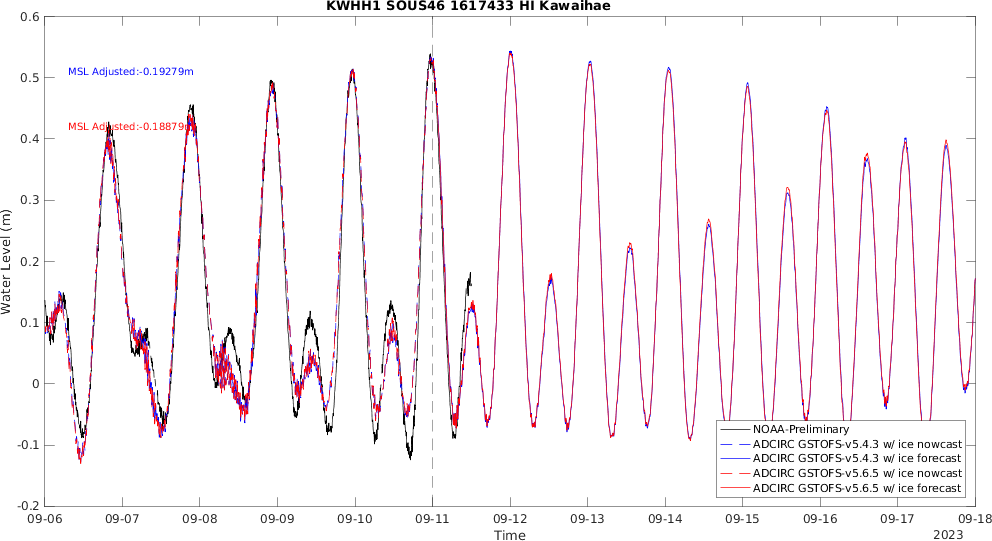 KWHH1 SOUS46 1617433 HI Kawaihae
0.6
0.5
0.4
0.3
0.2
0.1
0
-0.1
-0.2
Water Level (m)
MSL Adjusted:-0.19279m
MSL Adjusted:-0.18879m
NOAA-Preliminary
ADCIRC GSTOFS-v5.4.3 w/ ice nowcast
ADCIRC GSTOFS-v5.4.3 w/ ice forecast
ADCIRC GSTOFS-v5.6.5 w/ ice nowcast
ADCIRC GSTOFS-v5.6.5 w/ ice forecast
09-06 09-07 09-08 09-09 09-10 09-11 09-12 09-13 09-14 09-15 09-16 09-17 09-18
Time
2023